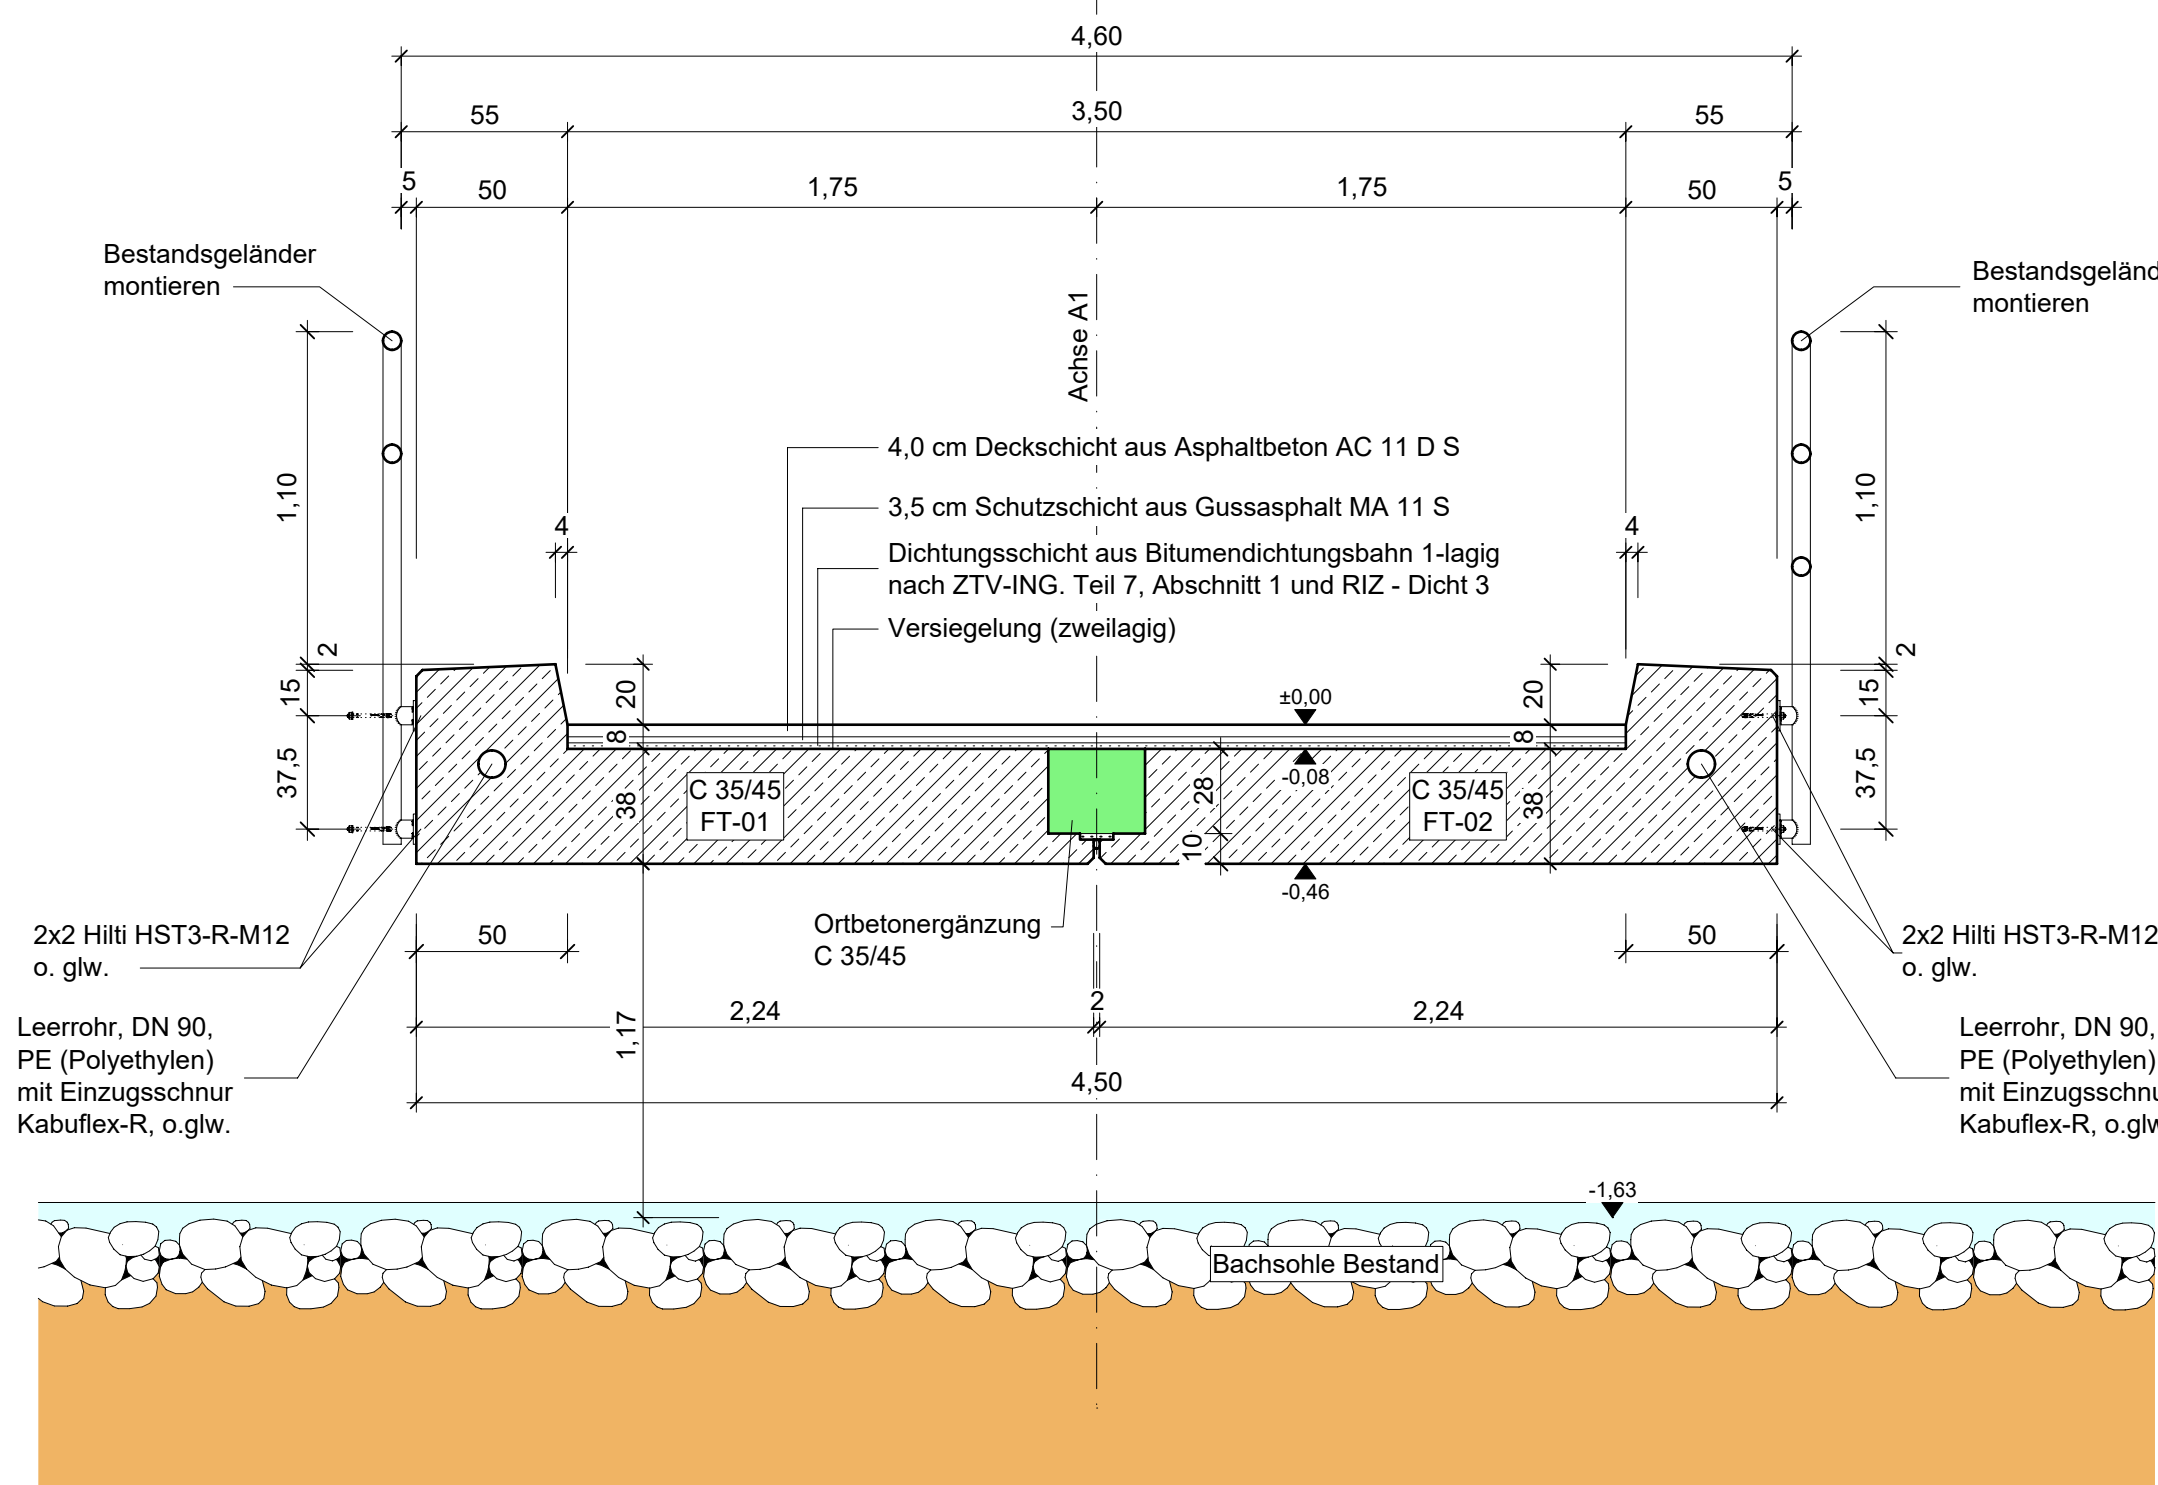 4,60
55
3,50
55
5
50
1,75
1,75
50
5
Bestandsgeländer
montieren
Bestandsgeländ
montieren
Achse A1
4,0 cm Deckschicht aus Asphaltbeton AC 11 D S
3,5 cm Schutzschicht aus Gussasphalt MA 11 S
Dichtungsschicht aus Bitumendichtungsbahn 1-lagig
nach ZTV-ING. Teil 7, Abschnitt 1 und RIZ - Dicht 3
Versiegelung (zweilagig)
1,10
4
4
1,10
2
2
15
20
±0,00
20
15
8
8
37,5
-0,08
37,5
38
C 35/45
FT-01
28
C 35/45
FT-02
38
10
-0,46
Ortbetonergänzung
C 35/45
2x2 Hilti HST3-R-M12
o. glw.
50
50
2x2 Hilti HST3-R-M12
o. glw.
2,24
2
2,24
1,17
Leerrohr, DN 90,
PE (Polyethylen)
mit Einzugsschnur
Kabuflex-R, o.glw.
Leerrohr, DN 90,
PE (Polyethylen)
mit Einzugsschnu
Kabuflex-R, o.glw
4,50
-1,63
Bachsohle Bestand